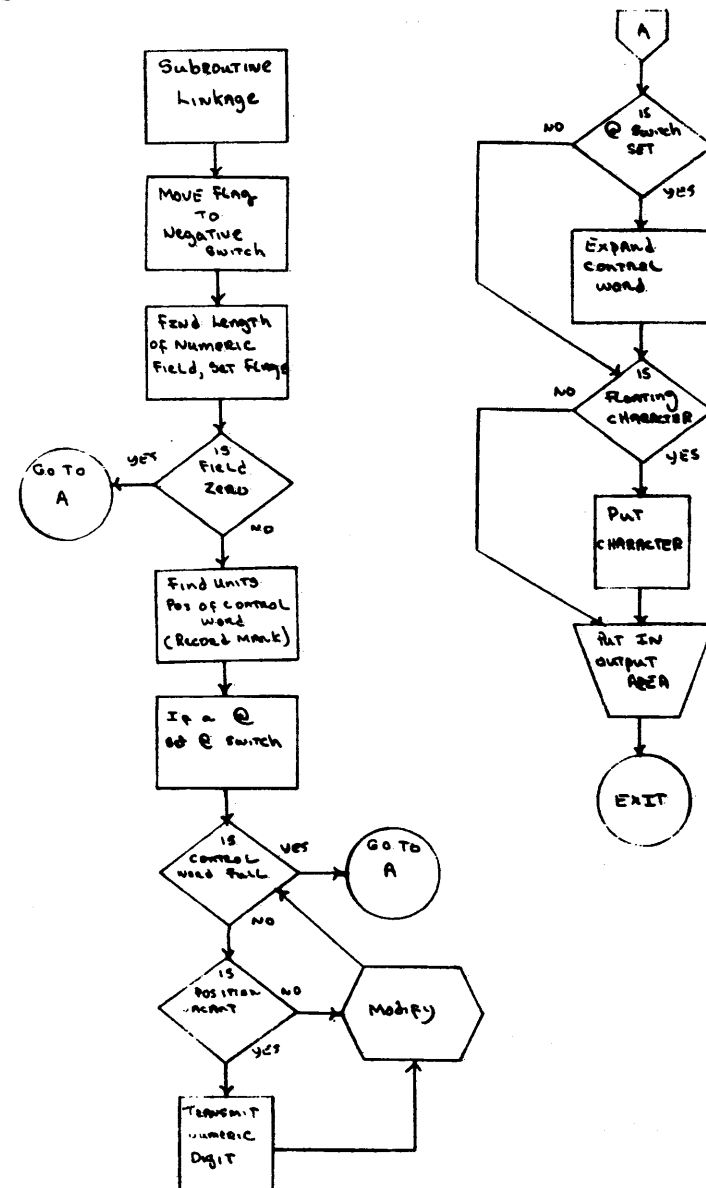 Subroutine
Linkage
Move Flag
to
Negative
Switch
Find Length
of Numeric
Field, Set Flags
Is
Field
Zero
Yes
Go To
A
No
Find Units
Pos of Control
Word
(Record Mark)
If a @
set @ switch
Is
Control
Word Full
Yes
Go To
A
No
Is
Position
Vacant
No
Modify
Yes
Transmit
Numeric
Digit
A
Is
@ Switch
Set
No
Yes
Expand
Control
Word
Is
Floating
Character
No
Yes
Put
Character
Put In
Output
Area
Exit